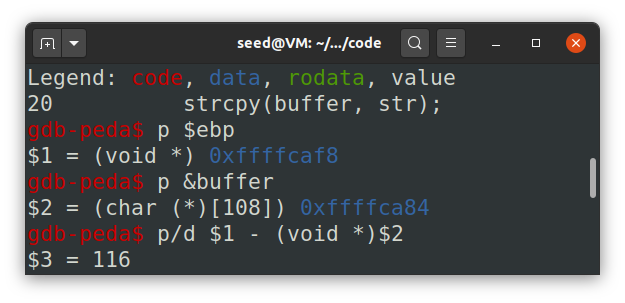 seed@VM: ~/.../code
Legend: code, data, rodata, value
20          strcpy(buffer, str);
gdb-peda$ p $ebp
$1 = (void *) 0xffffcaf8
gdb-peda$ p &buffer
$2 = (char (*)[108]) 0xffffca84
gdb-peda$ p/d $1 - (void *)$2
$3 = 116